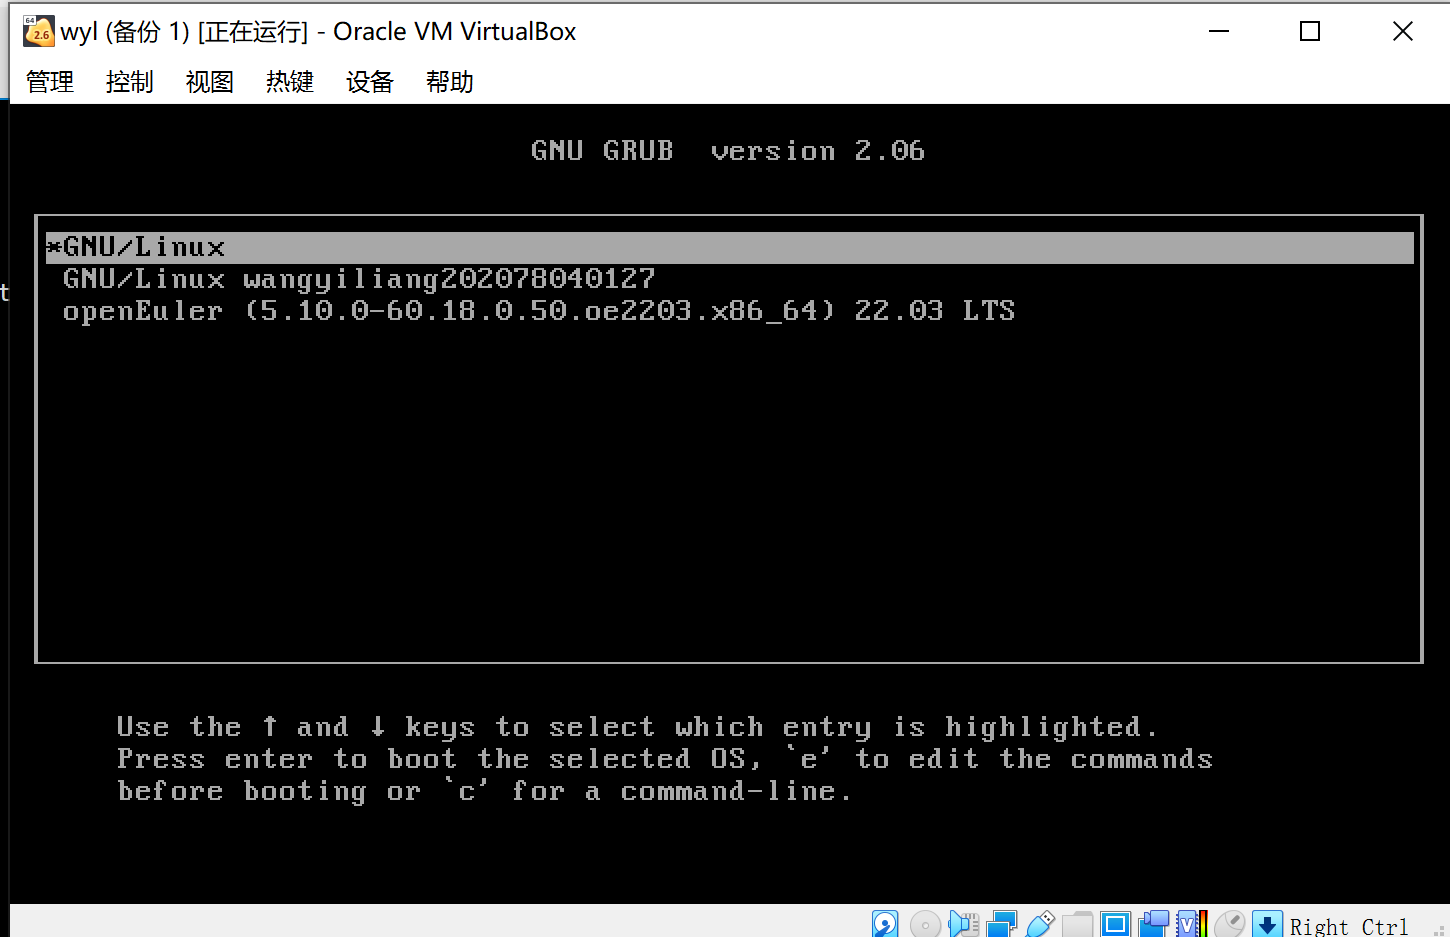 wyl (备份 1) [正在运行] - Oracle VM VirtualBox
管理 控制 视图 热键 设备 帮助
GNU GRUB version 2.06
*GNU/Linux
GNU/Linux wangyiliang202078040127
openEuler (5.10.0-60.18.0.50.oe2203.x86_64) 22.03 LTS
Use the ↑ and ↓ keys to select which entry is highlighted.
Press enter to boot the selected OS, `e' to edit the commands
before booting or `c' for a command-line.
Right Ctrl